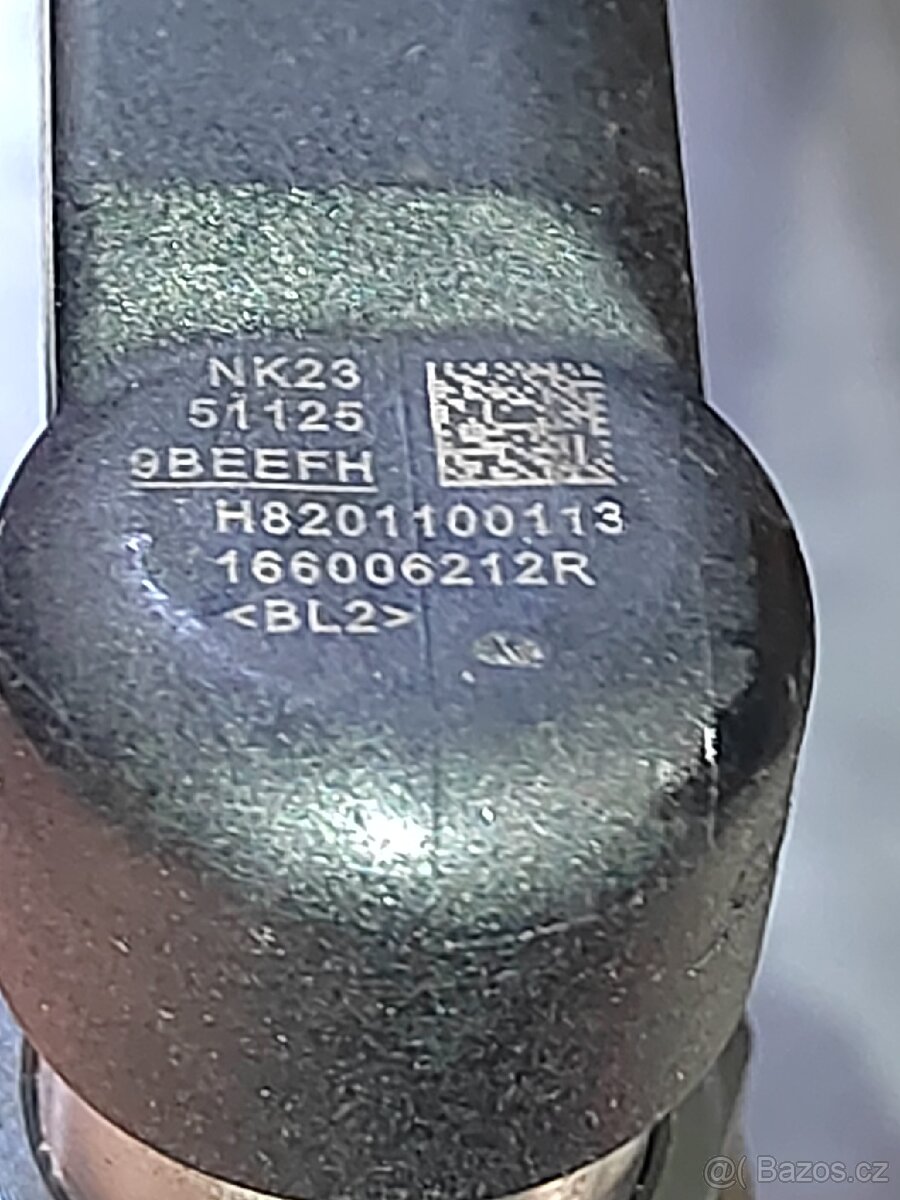 NK23
51125
9BEEFH
H8201100113
166006212R
<BL2>
@( Bazos.cz